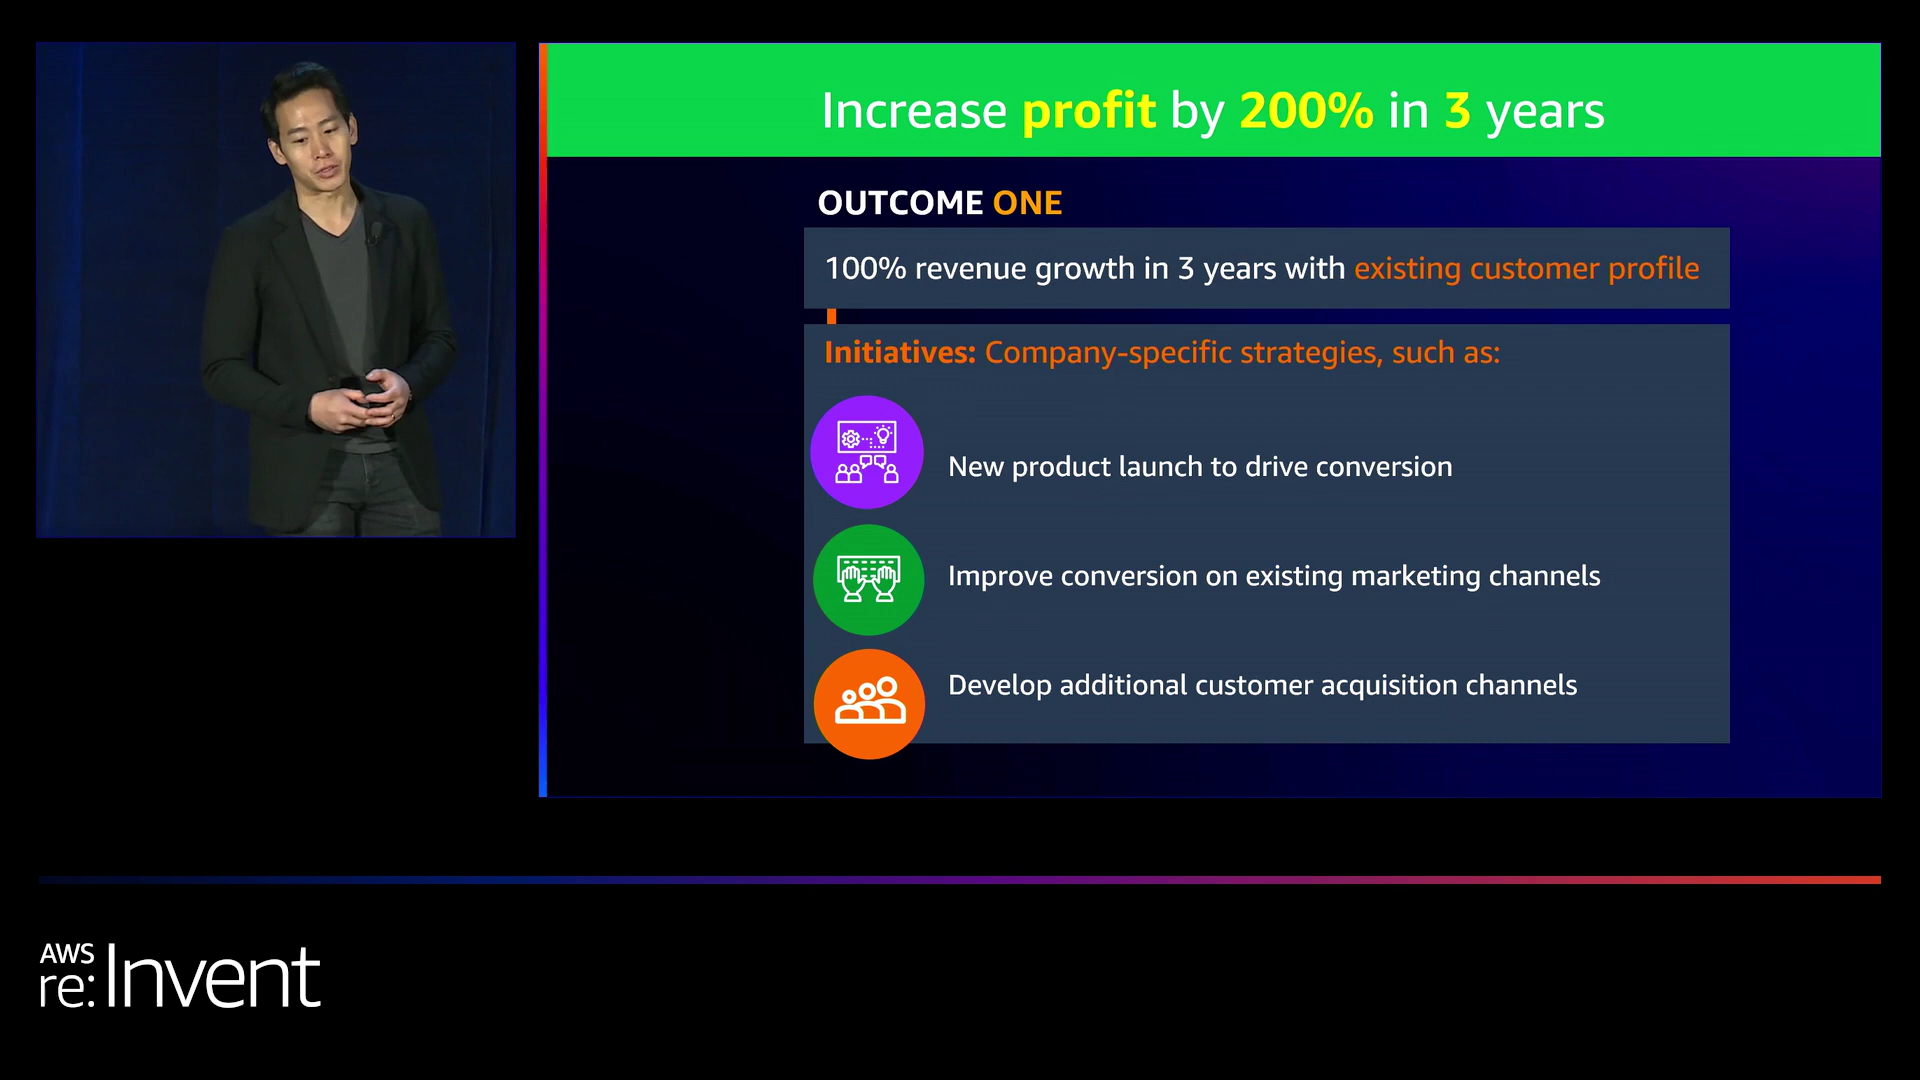 Increase profit by 200% in 3 years
OUTCOME ONE
100% revenue growth in 3 years with existing customer profile
Initiatives: Company-specific strategies, such as:
New product launch to drive conversion
Improve conversion on existing marketing channels
Develop additional customer acquisition channels
AWS
re:Invent